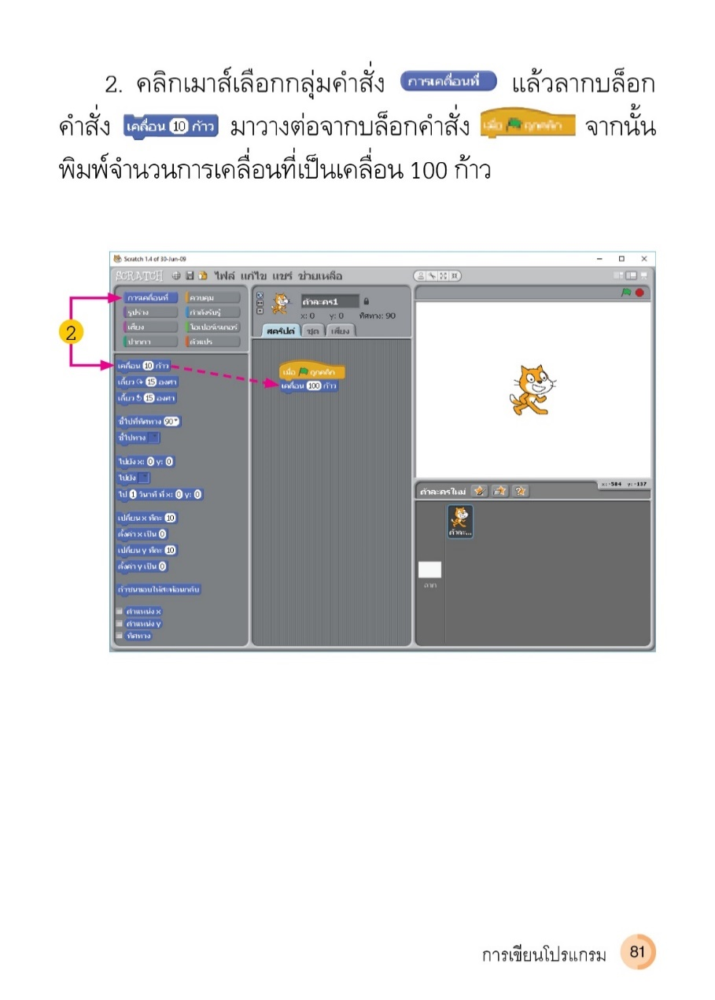 2. คลิกเมาส์เลือกกลุ่มคำสั่ง การเคลื่อนที่ แล้วลากบล็อก
คำสั่ง เคลื่อน 10 ก้าว มาวางต่อจากบล็อกคำสั่ง เมื่อ ถูกคลิก จากนั้น
พิมพ์จำนวนการเคลื่อนที่เป็นเคลื่อน 100 ก้าว
Scratch 1.4 of 30-Jun-09
SCRATCH ไฟล์ แก้ไข แชร์ ช่วยเหลือ
การเคลื่อนที่ ควบคุม
รูปร่าง กำลังรับรู้
เสียง โอเปอร์เรเตอร์
ปากกา ตัวแปร
ตัวละคร1
x: 0 y: 0 ทิศทาง: 90
สคริปต์ ชุด เสียง
2
เคลื่อน 10 ก้าว
เลี้ยว 15 องศา
เลี้ยว 15 องศา
ชี้ไปที่ทิศทาง 90
ชี้ไปทาง
ไปยัง x: 0 y: 0
ไปยัง
ไป 1 วินาที ที่ x: 0 y: 0
เปลี่ยน x ทีละ 10
ตั้งค่า x เป็น 0
เปลี่ยน y ทีละ 10
ตั้งค่า y เป็น 0
ถ้าชนขอบให้สะท้อนกลับ
ตำแหน่ง x
ตำแหน่ง y
ทิศทาง
เมื่อ ถูกคลิก
เคลื่อน 100 ก้าว
x: -584 y: -137
ตัวละครใหม่
ตัวละ...
ฉาก
การเขียนโปรแกรม 81